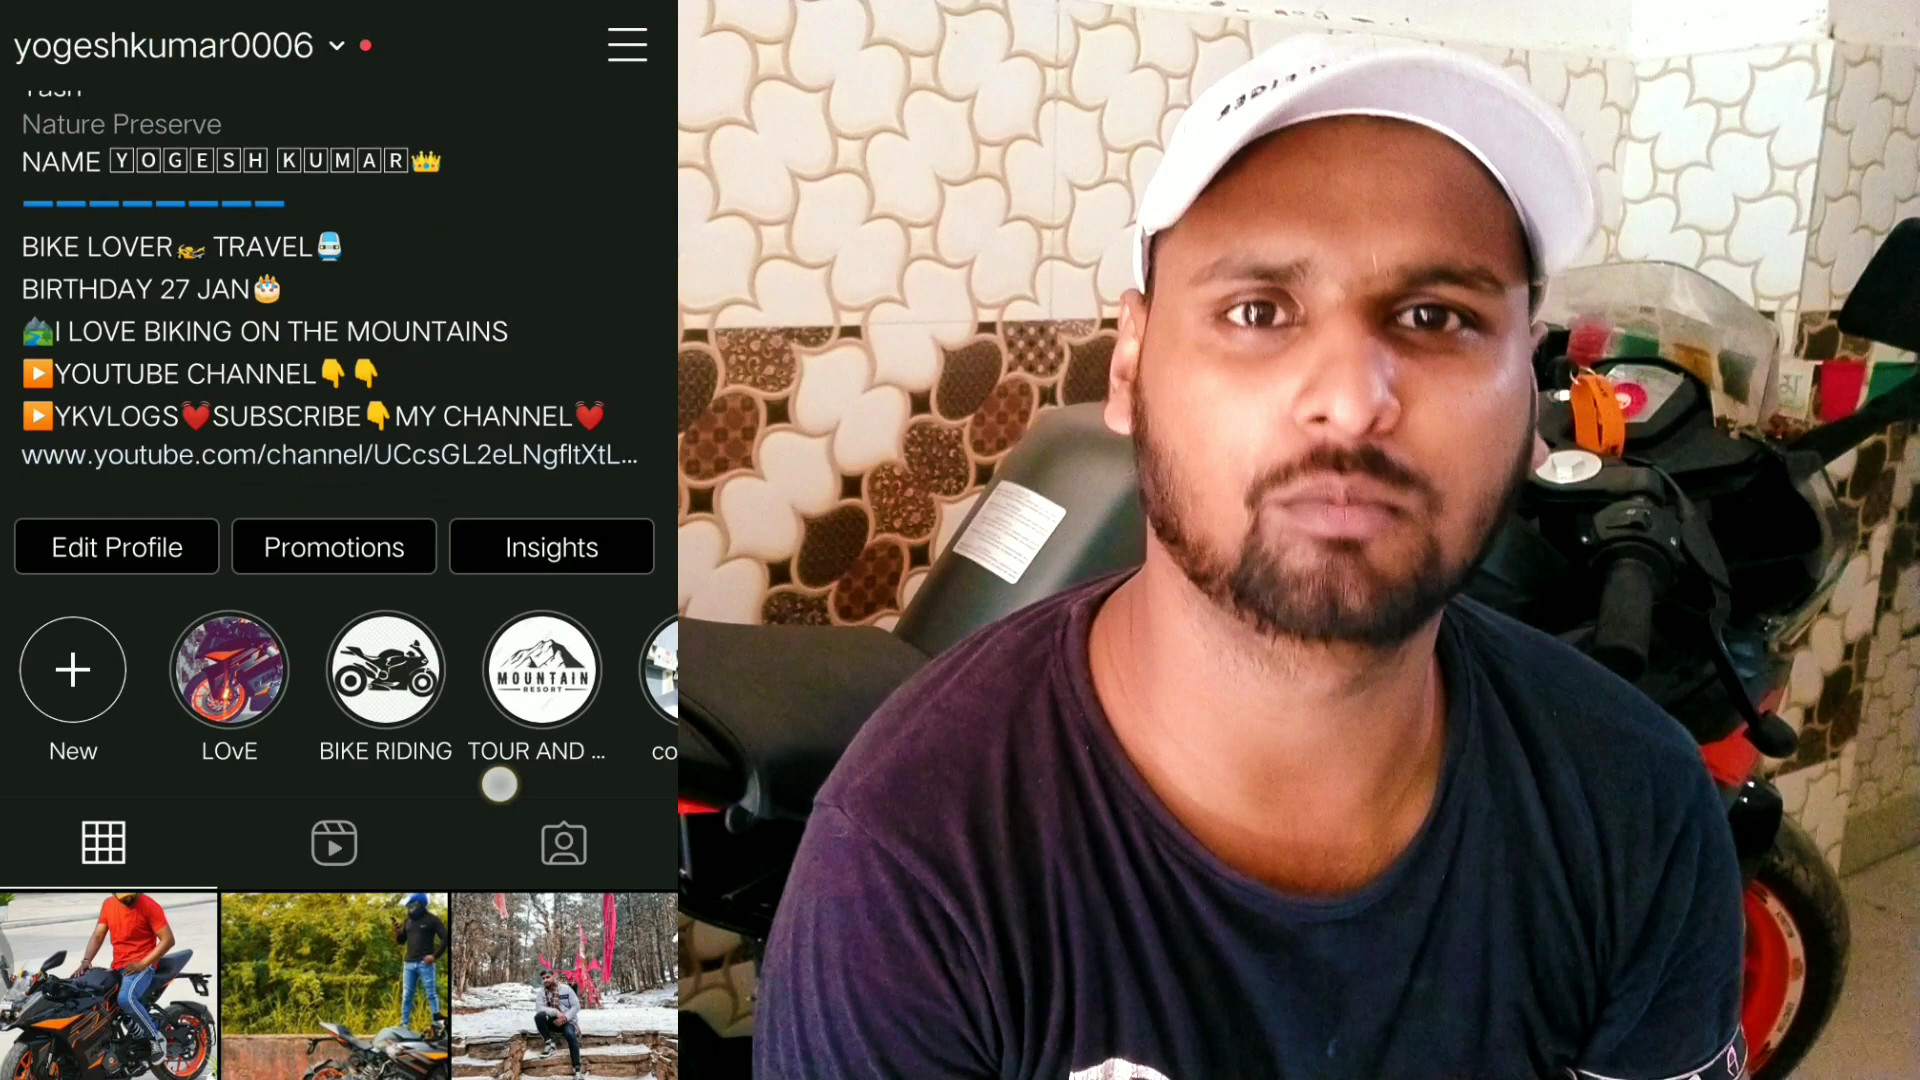 yogeshkumar0006
Yash
Nature Preserve
NAME 🅈🄾🄶🄴🅂🄷 🄺🅄🄼🄰🅁👑
BIKE LOVER🏍️ TRAVEL🚊
BIRTHDAY 27 JAN🎂
🏞️I LOVE BIKING ON THE MOUNTAINS
▶️YOUTUBE CHANNEL👇👇
▶️YKVLOGS❤️SUBSCRIBE👇MY CHANNEL❤️
www.youtube.com/channel/UCcsGL2eLNgfltXtL...
Edit Profile Promotions Insights
MOUNTAIN
RESORT
New LOvE BIKE RIDING TOUR AND ... co